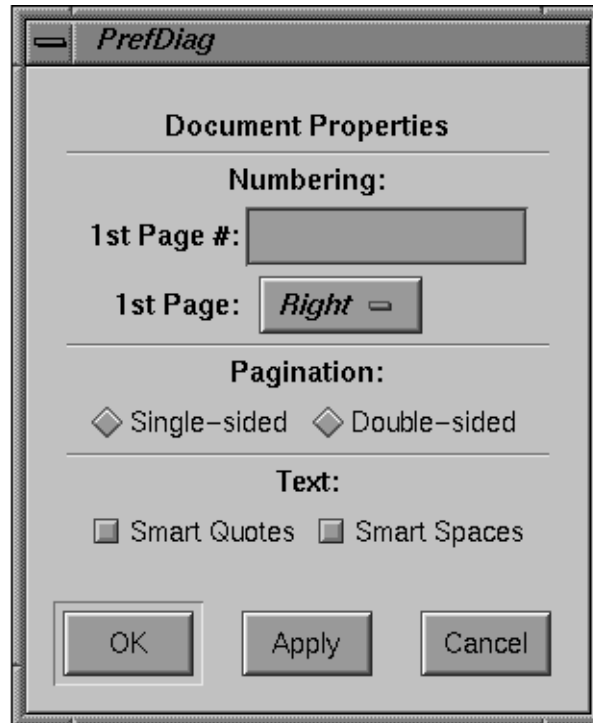 PrefDiag
Document Properties
Numbering:
1st Page #:
1st Page: Right
Pagination:
Single-sided Double-sided
Text:
Smart Quotes Smart Spaces
OK Apply Cancel